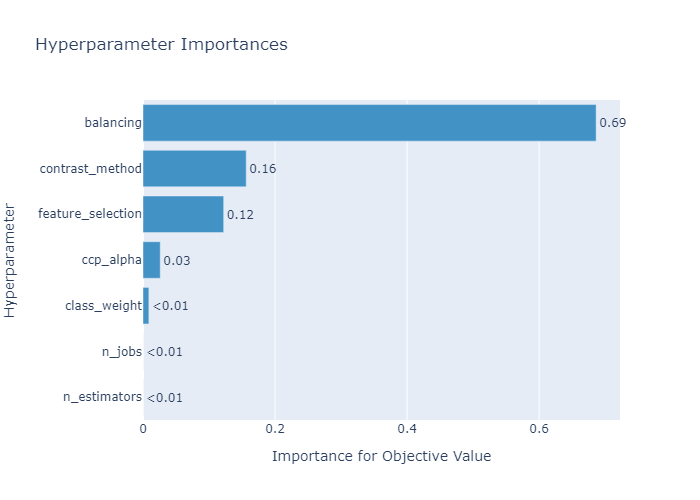 Hyperparameter Importances
Hyperparameter
balancing 0.69
contrast_method 0.16
feature_selection 0.12
ccp_alpha 0.03
class_weight <0.01
n_jobs <0.01
n_estimators <0.01
0 0.2 0.4 0.6
Importance for Objective Value